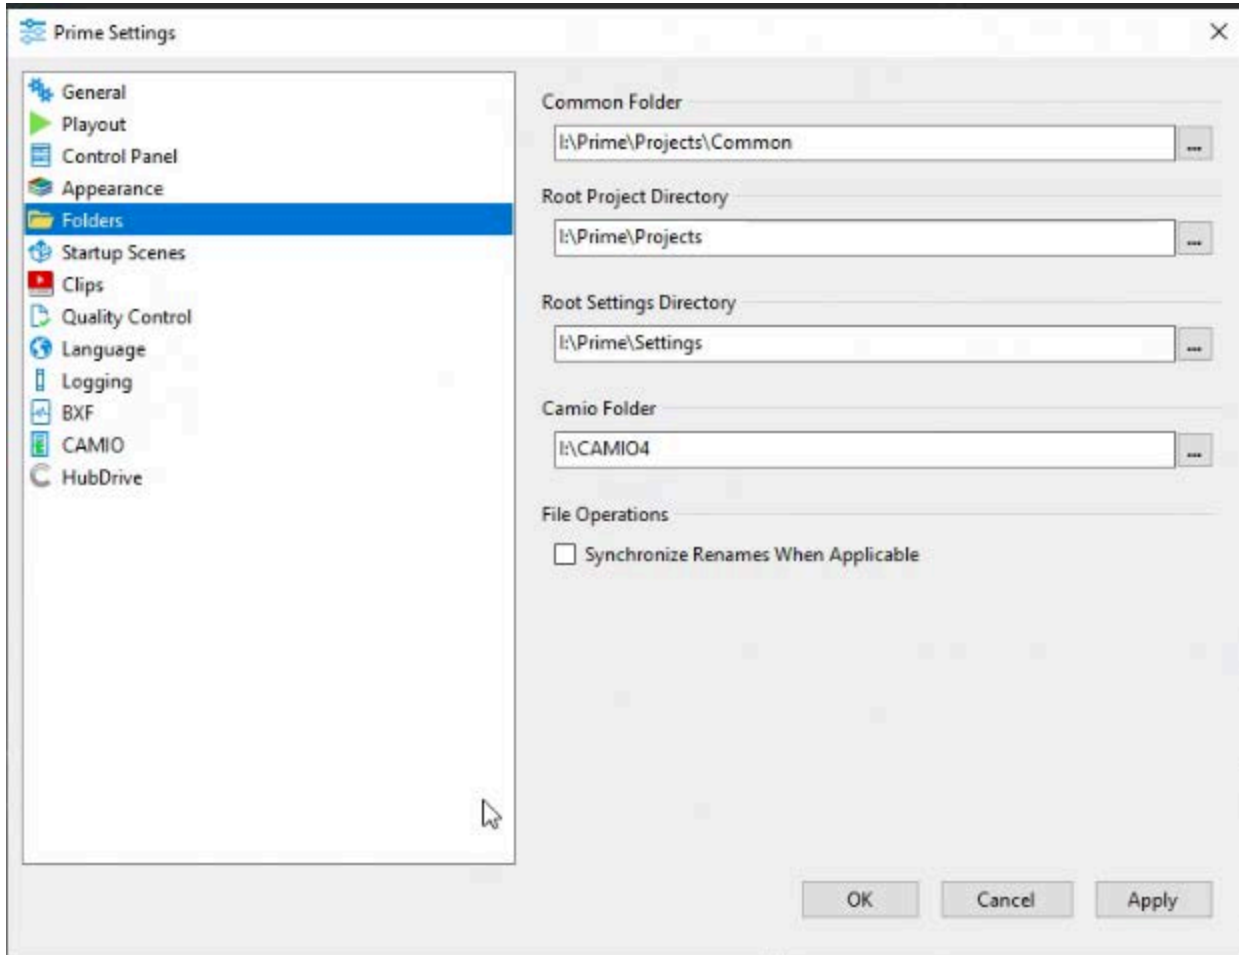 Prime Settings
General
Playout
Control Panel
Appearance
Folders
Startup Scenes
Clips
Quality Control
Language
Logging
BXF
CAMIO
HubDrive
Common Folder
I:\Prime\Projects\Common
...
Root Project Directory
I:\Prime\Projects
...
Root Settings Directory
I:\Prime\Settings
...
Camio Folder
I:\CAMIO4
...
File Operations
Synchronize Renames When Applicable
OK
Cancel
Apply